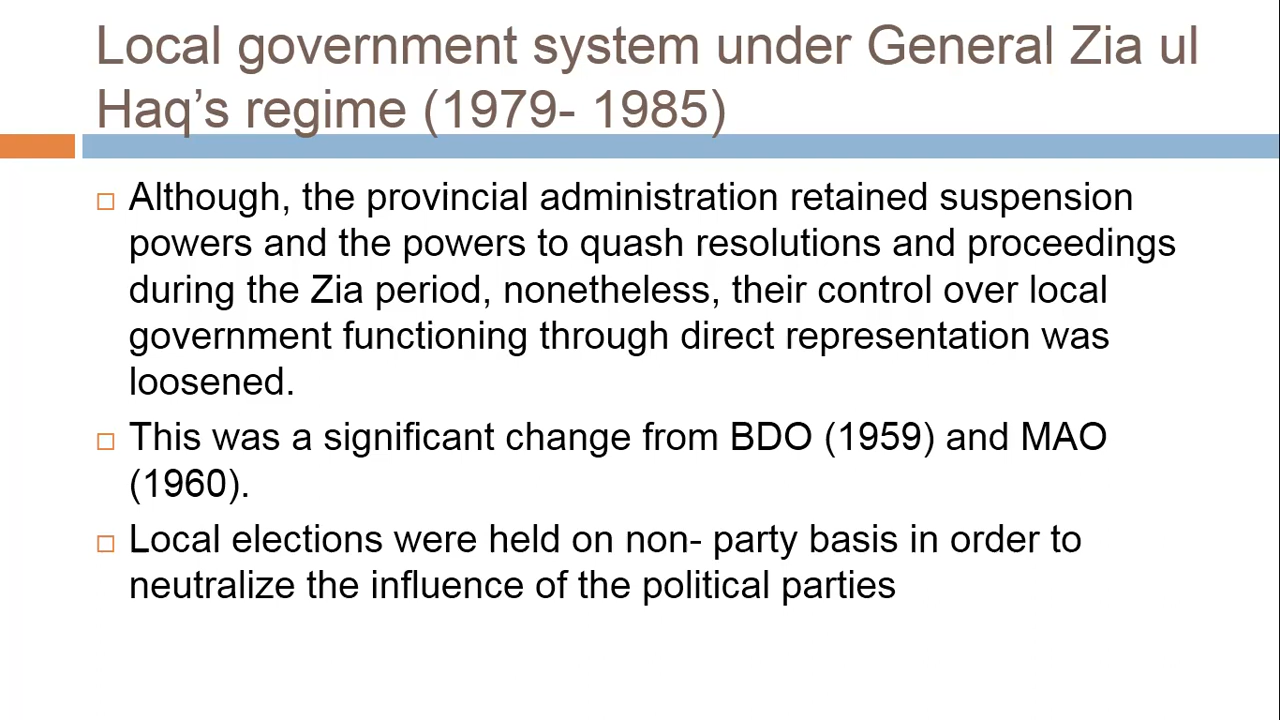 Local government system under General Zia ul
Haq’s regime (1979- 1985)
Although, the provincial administration retained suspension
powers and the powers to quash resolutions and proceedings
during the Zia period, nonetheless, their control over local
government functioning through direct representation was
loosened.
This was a significant change from BDO (1959) and MAO
(1960).
Local elections were held on non- party basis in order to
neutralize the influence of the political parties